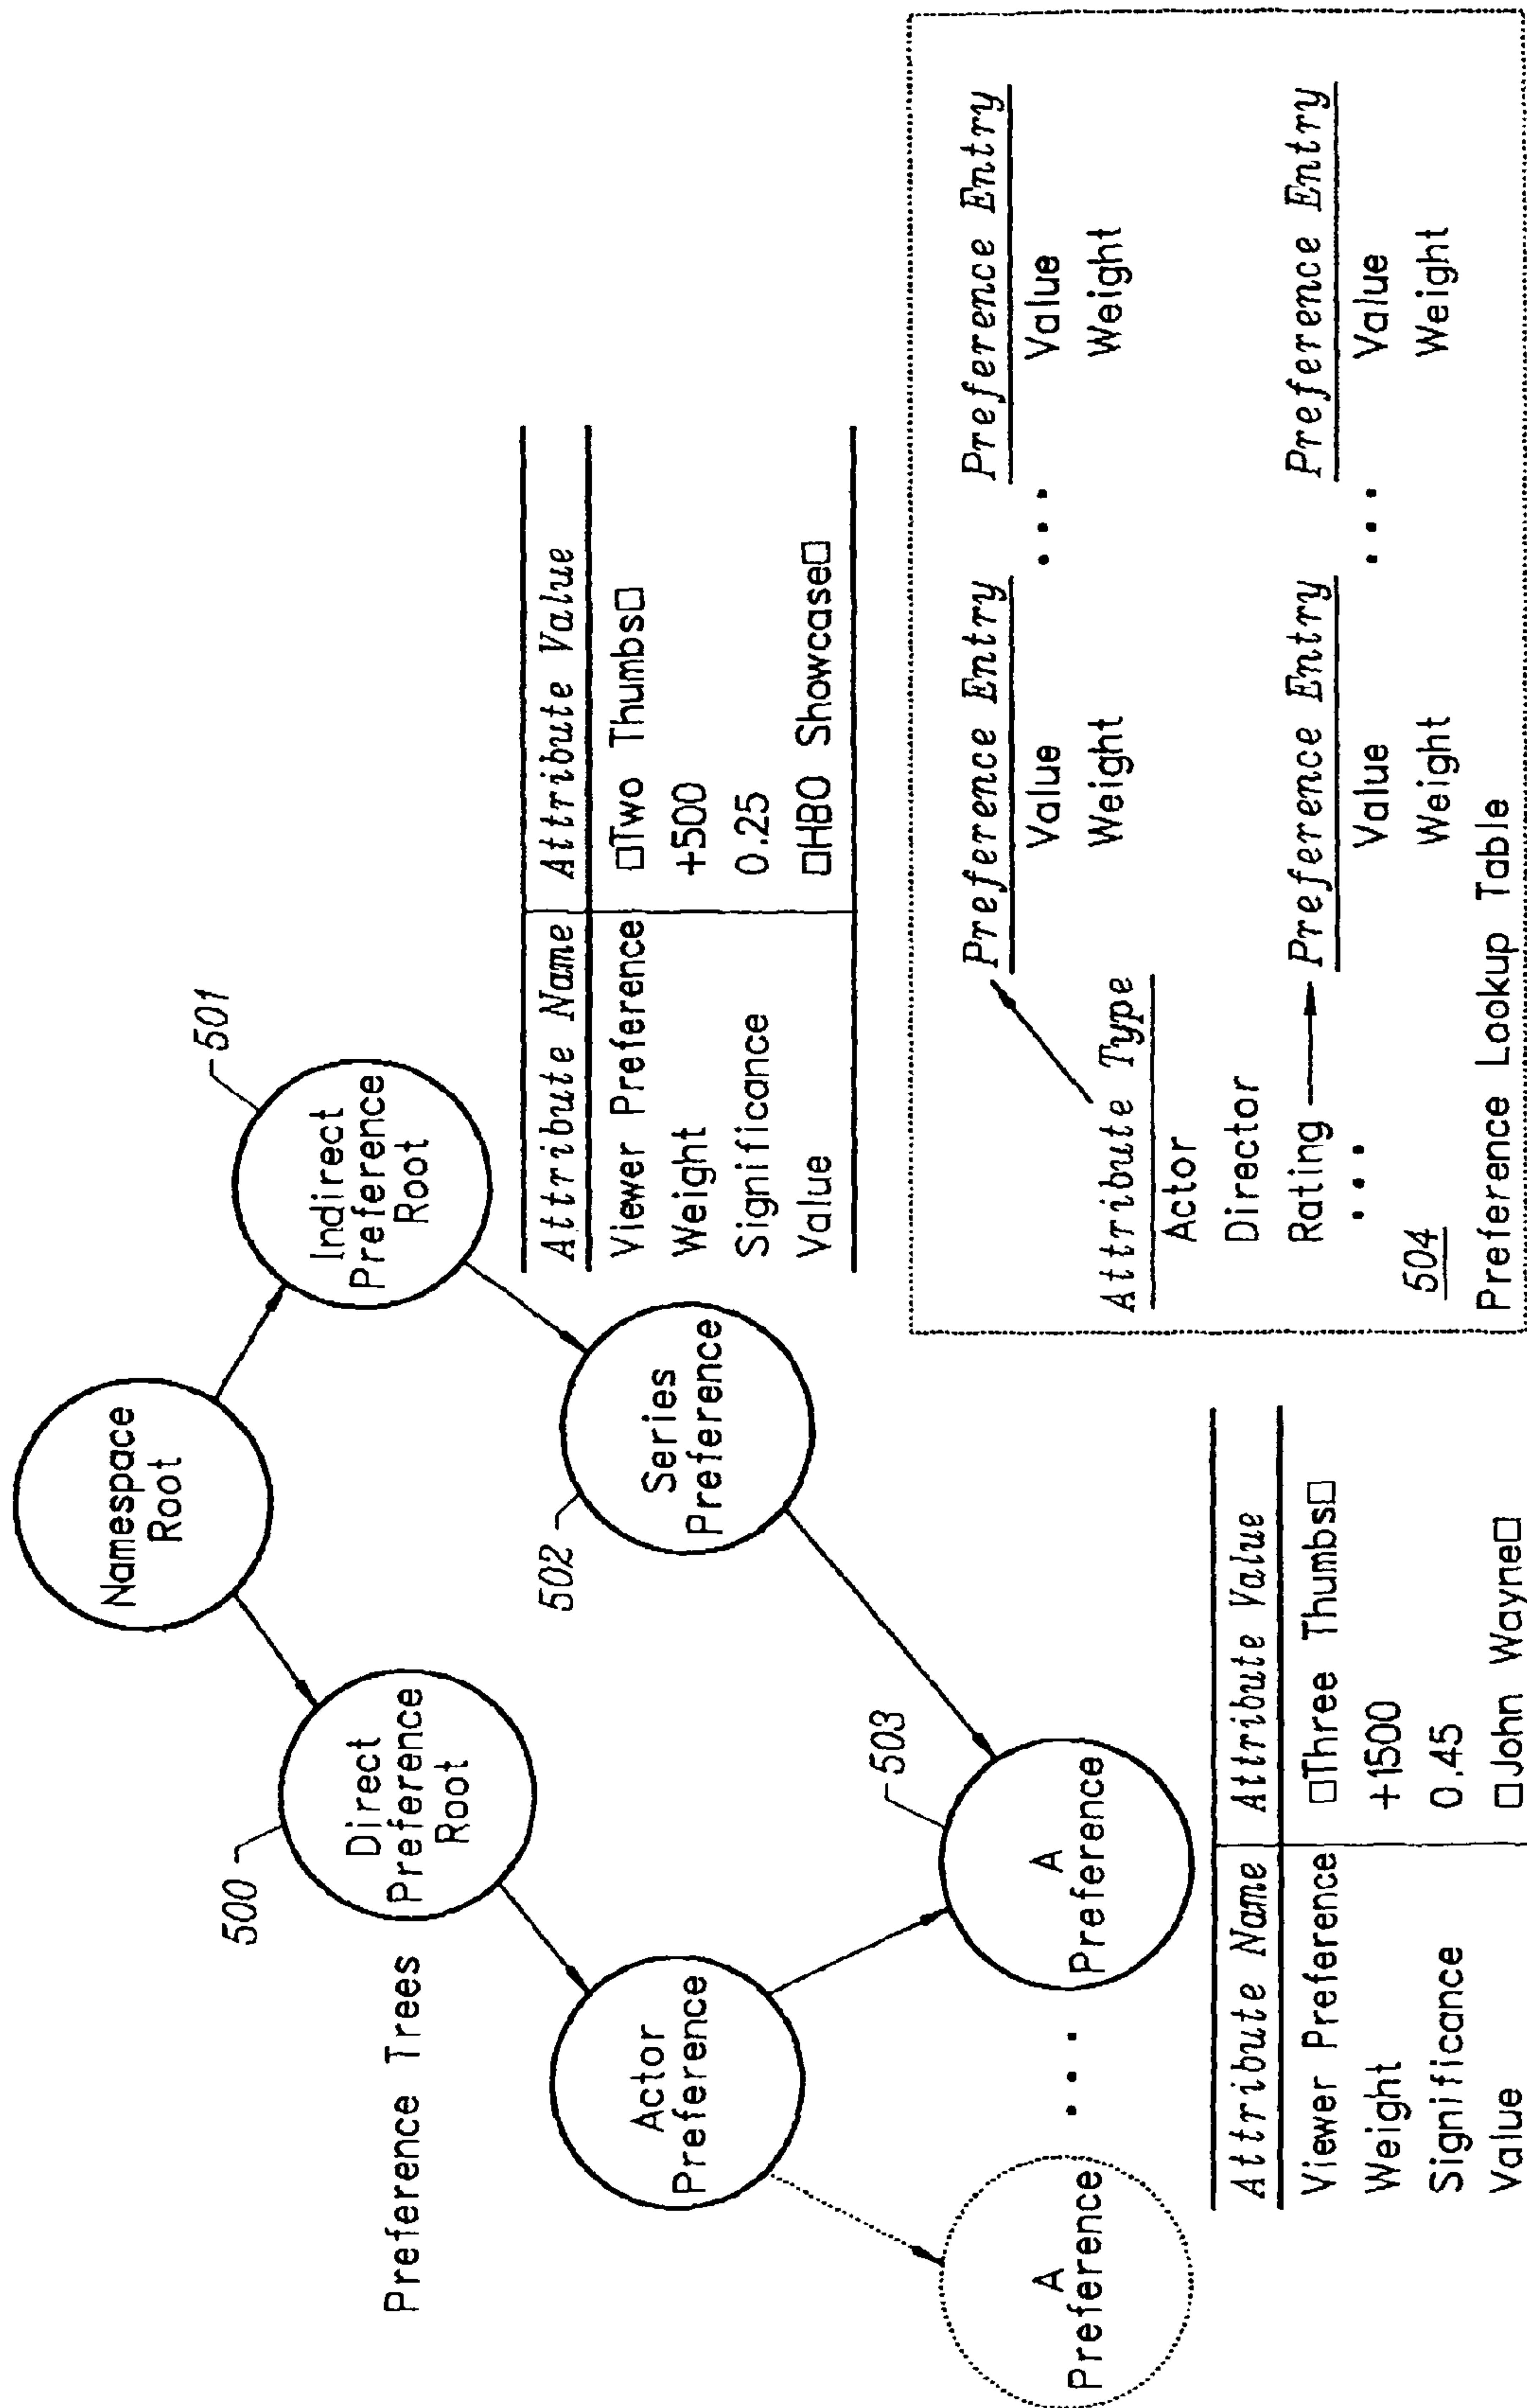 Preference Trees
Namespace
Root
500
Direct
Preference
Root
Indirect
Preference
Root
501
Actor
Preference
502
Series
Preference
A
Preference
...
A
Preference
503
Attribute Name Attribute Value
Viewer Preference □Two Thumbs□
Weight +500
Significance 0.25
Value □HBO Showcase□
Attribute Name Attribute Value
Viewer Preference □Three Thumbs□
Weight +1500
Significance 0.45
Value □John Wayne□
Attribute Type
Actor
Director
Rating
...
Preference Entry
Value
Weight
...
Preference Entry
Value
Weight
Preference Entry
Value
Weight
...
Preference Entry
Value
Weight
504
Preference Lookup Table